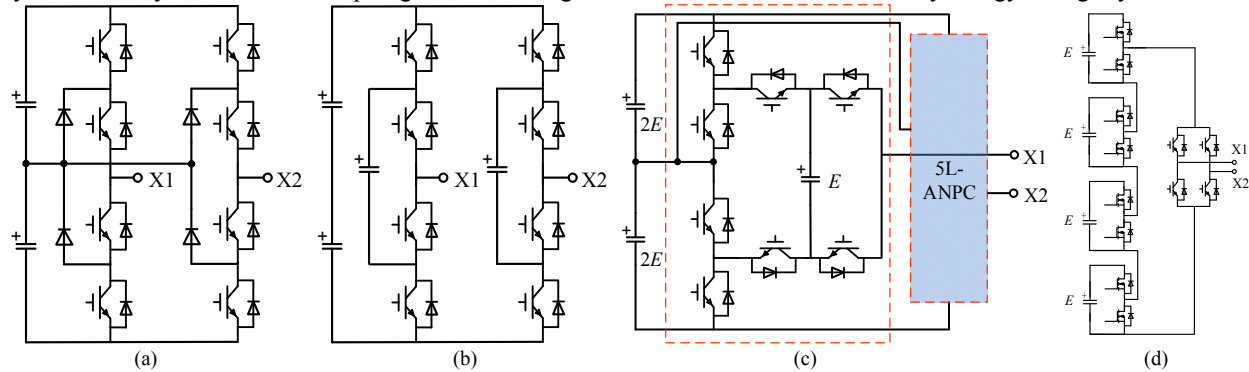 +
+
X1
X2
(a)
+
+
+
+
X1
X2
(b)
+
2E
+
2E
+
E
5L-
ANPC
X1
X2
(c)
E +
E +
E +
E +
X1
X2
(d)